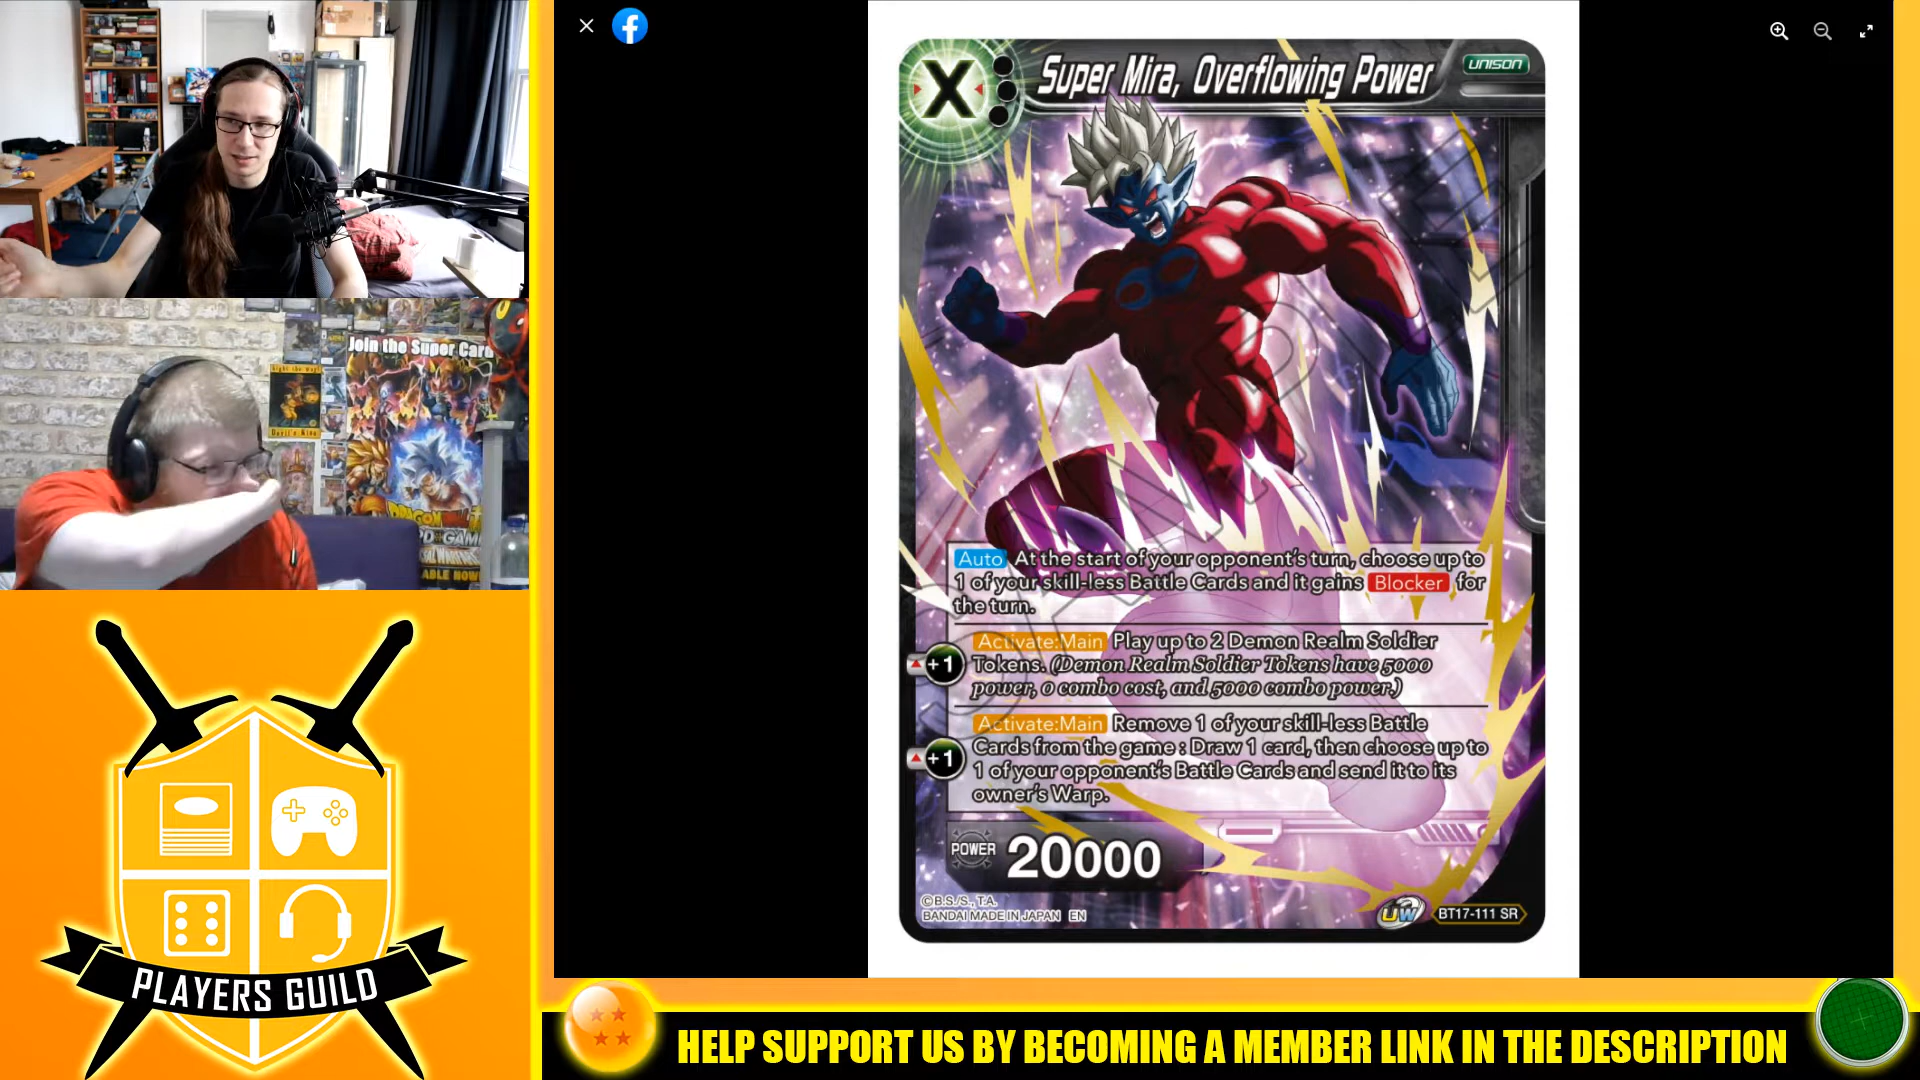 Join the Super Card
X
Super Mira, Overflowing Power
UNISON
Auto At the start of your opponent's turn, choose up to
1 of your skill-less Battle Cards and it gains Blocker for
the turn.
+1
Activate:Main Play up to 2 Demon Realm Soldier
Tokens. (Demon Realm Soldier Tokens have 5000
power, 0 combo cost, and 5000 combo power.)
+1
Activate:Main Remove 1 of your skill-less Battle
Cards from the game : Draw 1 card, then choose up to
1 of your opponent's Battle Cards and send it to its
owner's Warp.
POWER 20000
©B.S./S., T.A.
BANDAI MADE IN JAPAN EN
UW
BT17-111 SR
SAMPLE
PLAYERS GUILD
HELP SUPPORT US BY BECOMING A MEMBER LINK IN THE DESCRIPTION